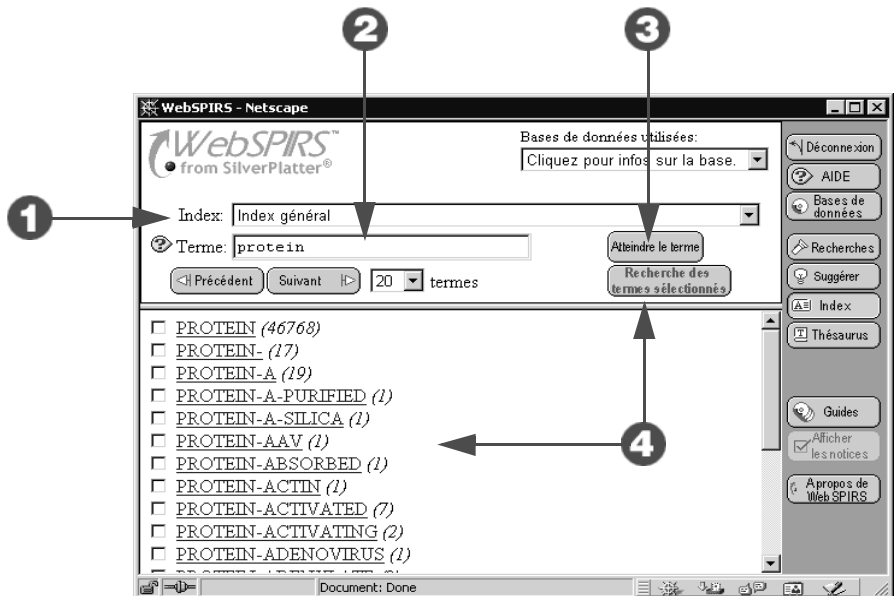 2
3
WebSPIRS - Netscape
WebSPIRS™
from SilverPlatter®
Bases de données utilisées:
Cliquez pour infos sur la base.
Déconnexion
AIDE
Bases de
données
1
Index: Index général
Terme: protein
Atteindre le terme
Recherches
Précédent Suivant 20 termes
Recherche des
termes sélectionnés
Suggérer
Index
Thésaurus
PROTEIN (46768)
PROTEIN- (17)
PROTEIN-A (19)
PROTEIN-A-PURIFIED (1)
PROTEIN-A-SILICA (1)
PROTEIN-AAV (1)
PROTEIN-ABSORBED (1)
PROTEIN-ACTIN (1)
PROTEIN-ACTIVATED (7)
PROTEIN-ACTIVATING (2)
PROTEIN-ADENOVIRUS (1)
4
Guides
Afficher
les notices
A propos de
WebSPIRS
Document: Done